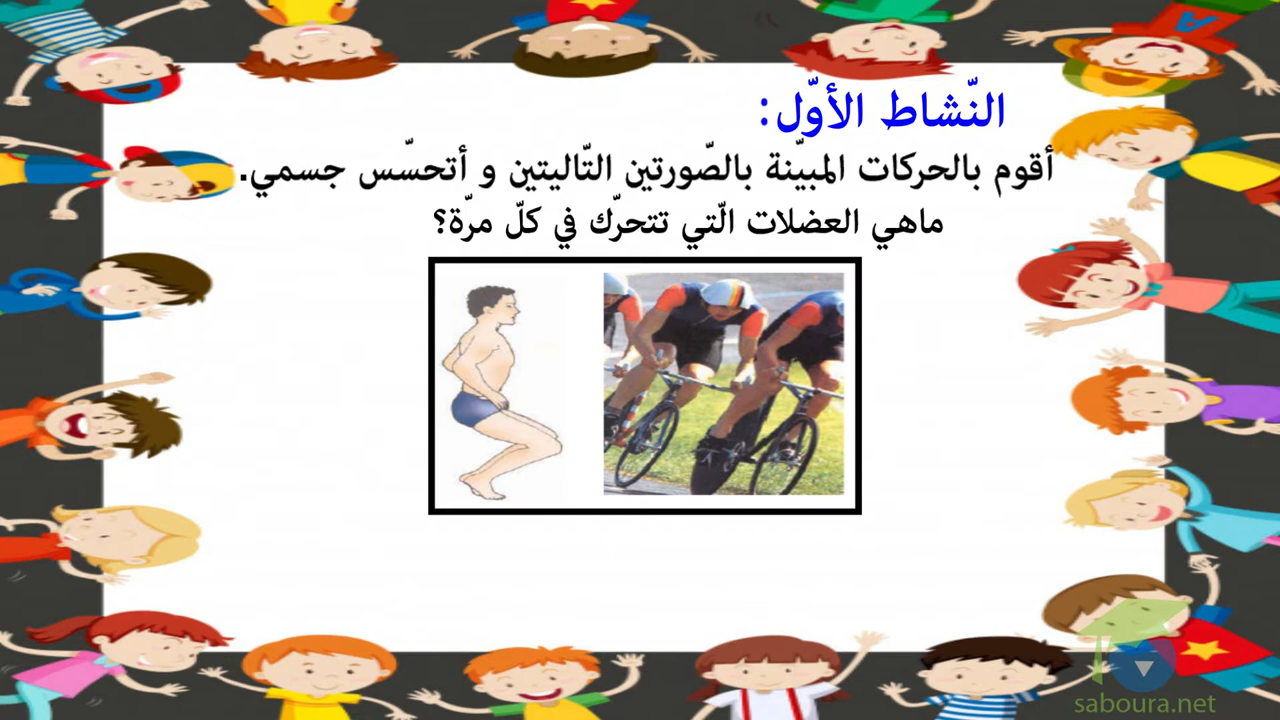 النّشاط الأوّل:
أقوم بالحركات المبيّنة بالصّورتين التّاليتين و أتحسّس جسمي.
ماهي العضلات الّتي تتحرّك في كلّ مرّة؟
saboura.net